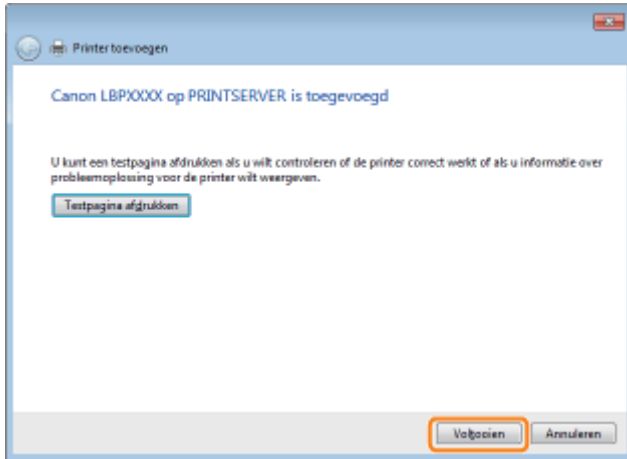 Printer toevoegen
Canon LBPXXXX op PRINTSERVER is toegevoegd
U kunt een testpagina afdrukken als u wilt controleren of de printer correct werkt of als u informatie over
probleemoplossing voor de printer wilt weergeven.
Testpagina afdrukken
Voltooien Annuleren